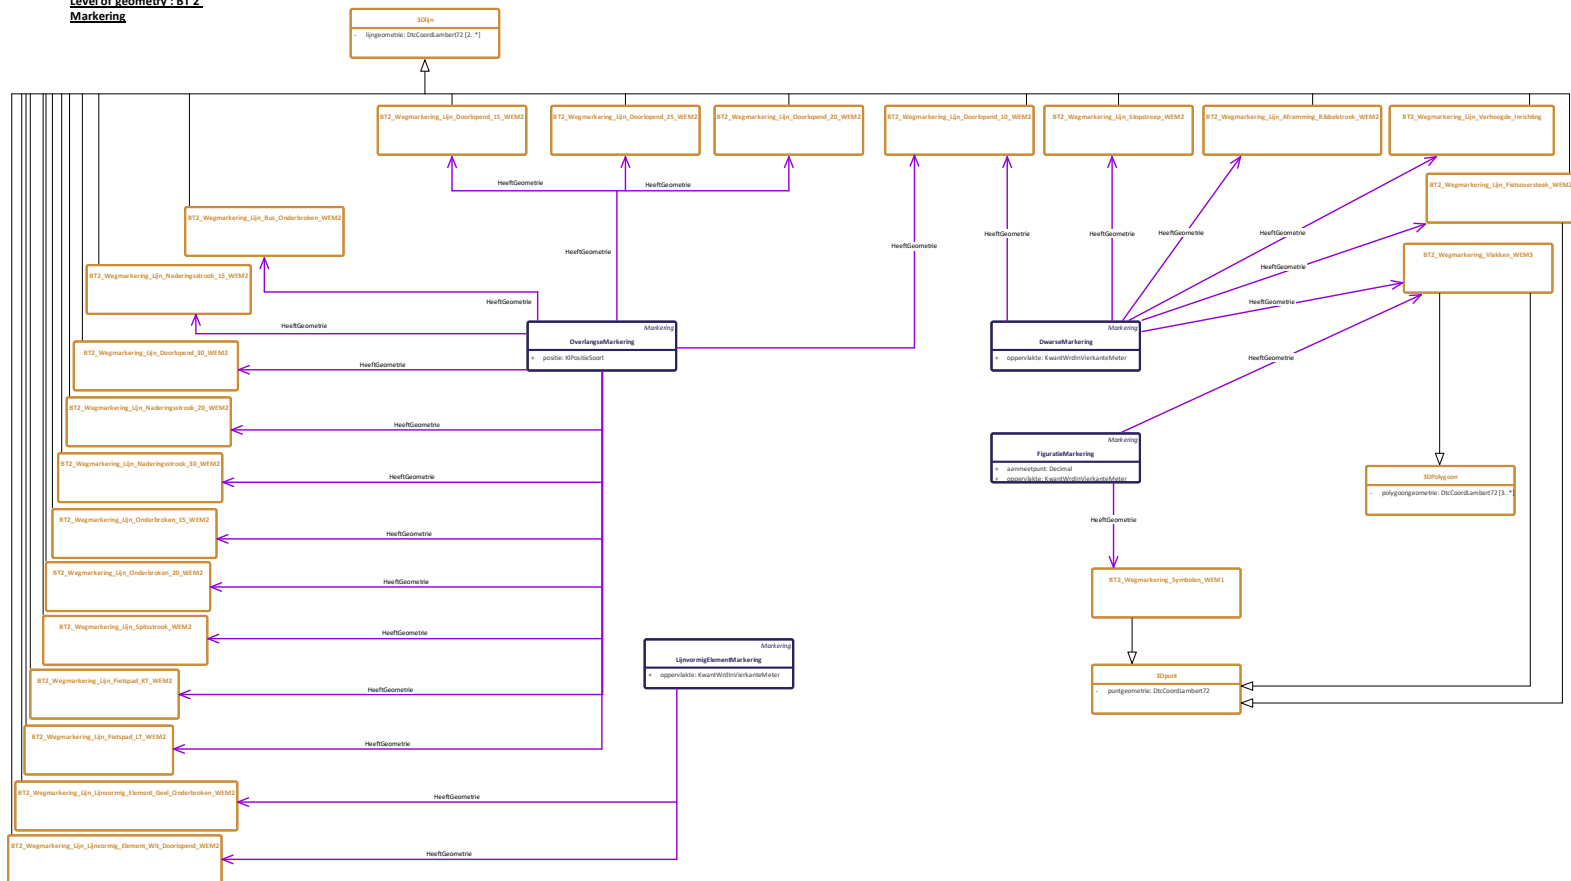 Level of geometry : BT 2
Markering
3Dlijn
- lijngeometrie: DtcCoordLambert72 [2..*]
BT2_Wegmarkering_Lijn_Doorlopend_15_WEM2
BT2_Wegmarkering_Lijn_Doorlopend_25_WEM2
BT2_Wegmarkering_Lijn_Doorlopend_20_WEM2
BT2_Wegmarkering_Lijn_Doorlopend_10_WEM2
BT2_Wegmarkering_Lijn_Stopstreep_WEM2
BT2_Wegmarkering_Lijn_Afremming_Ribbelstrook_WEM2
BT2_Wegmarkering_Lijn_Verhoogde_Inrichting
HeeftGeometrie
HeeftGeometrie
BT2_Wegmarkering_Lijn_Fietsoversteek_WEM2
BT2_Wegmarkering_Lijn_Bus_Onderbroken_WEM2
HeeftGeometrie
HeeftGeometrie
HeeftGeometrie
HeeftGeometrie
HeeftGeometrie
HeeftGeometrie
BT2_Wegmarkering_Vlakken_WEM3
HeeftGeometrie
BT2_Wegmarkering_Lijn_Naderingsstrook_15_WEM2
HeeftGeometrie
HeeftGeometrie
HeeftGeometrie
Markering
OverlangseMarkering
+ positie: KlPositieSoort
Markering
DwarseMarkering
+ oppervlakte: KwantWrdInVierkanteMeter
BT2_Wegmarkering_Lijn_Doorlopend_30_WEM2
HeeftGeometrie
HeeftGeometrie
BT2_Wegmarkering_Lijn_Naderingsstrook_20_WEM2
HeeftGeometrie
Markering
FiguratieMarkering
+ aanmeetpunt: Decimal
+ oppervlakte: KwantWrdInVierkanteMeter
BT2_Wegmarkering_Lijn_Naderingsstrook_30_WEM2
HeeftGeometrie
3DPolygoon
- polygoongeometrie: DtcCoordLambert72 [3..*]
BT2_Wegmarkering_Lijn_Onderbroken_15_WEM2
HeeftGeometrie
HeeftGeometrie
BT2_Wegmarkering_Lijn_Onderbroken_20_WEM2
HeeftGeometrie
BT2_Wegmarkering_Symbolen_WEM1
BT2_Wegmarkering_Lijn_Spitsstrook_WEM2
HeeftGeometrie
Markering
LijnvormigElementMarkering
+ oppervlakte: KwantWrdInVierkanteMeter
BT2_Wegmarkering_Lijn_Fietspad_KT_WEM2
HeeftGeometrie
3Dpunt
- puntgeometrie: DtcCoordLambert72
BT2_Wegmarkering_Lijn_Fietspad_LT_WEM2
HeeftGeometrie
BT2_Wegmarkering_Lijn_Lijnvormig_Element_Geel_Onderbroken_WEM2
HeeftGeometrie
BT2_Wegmarkering_Lijn_Lijnvormig_Element_Wit_Doorlopend_WEM2
HeeftGeometrie